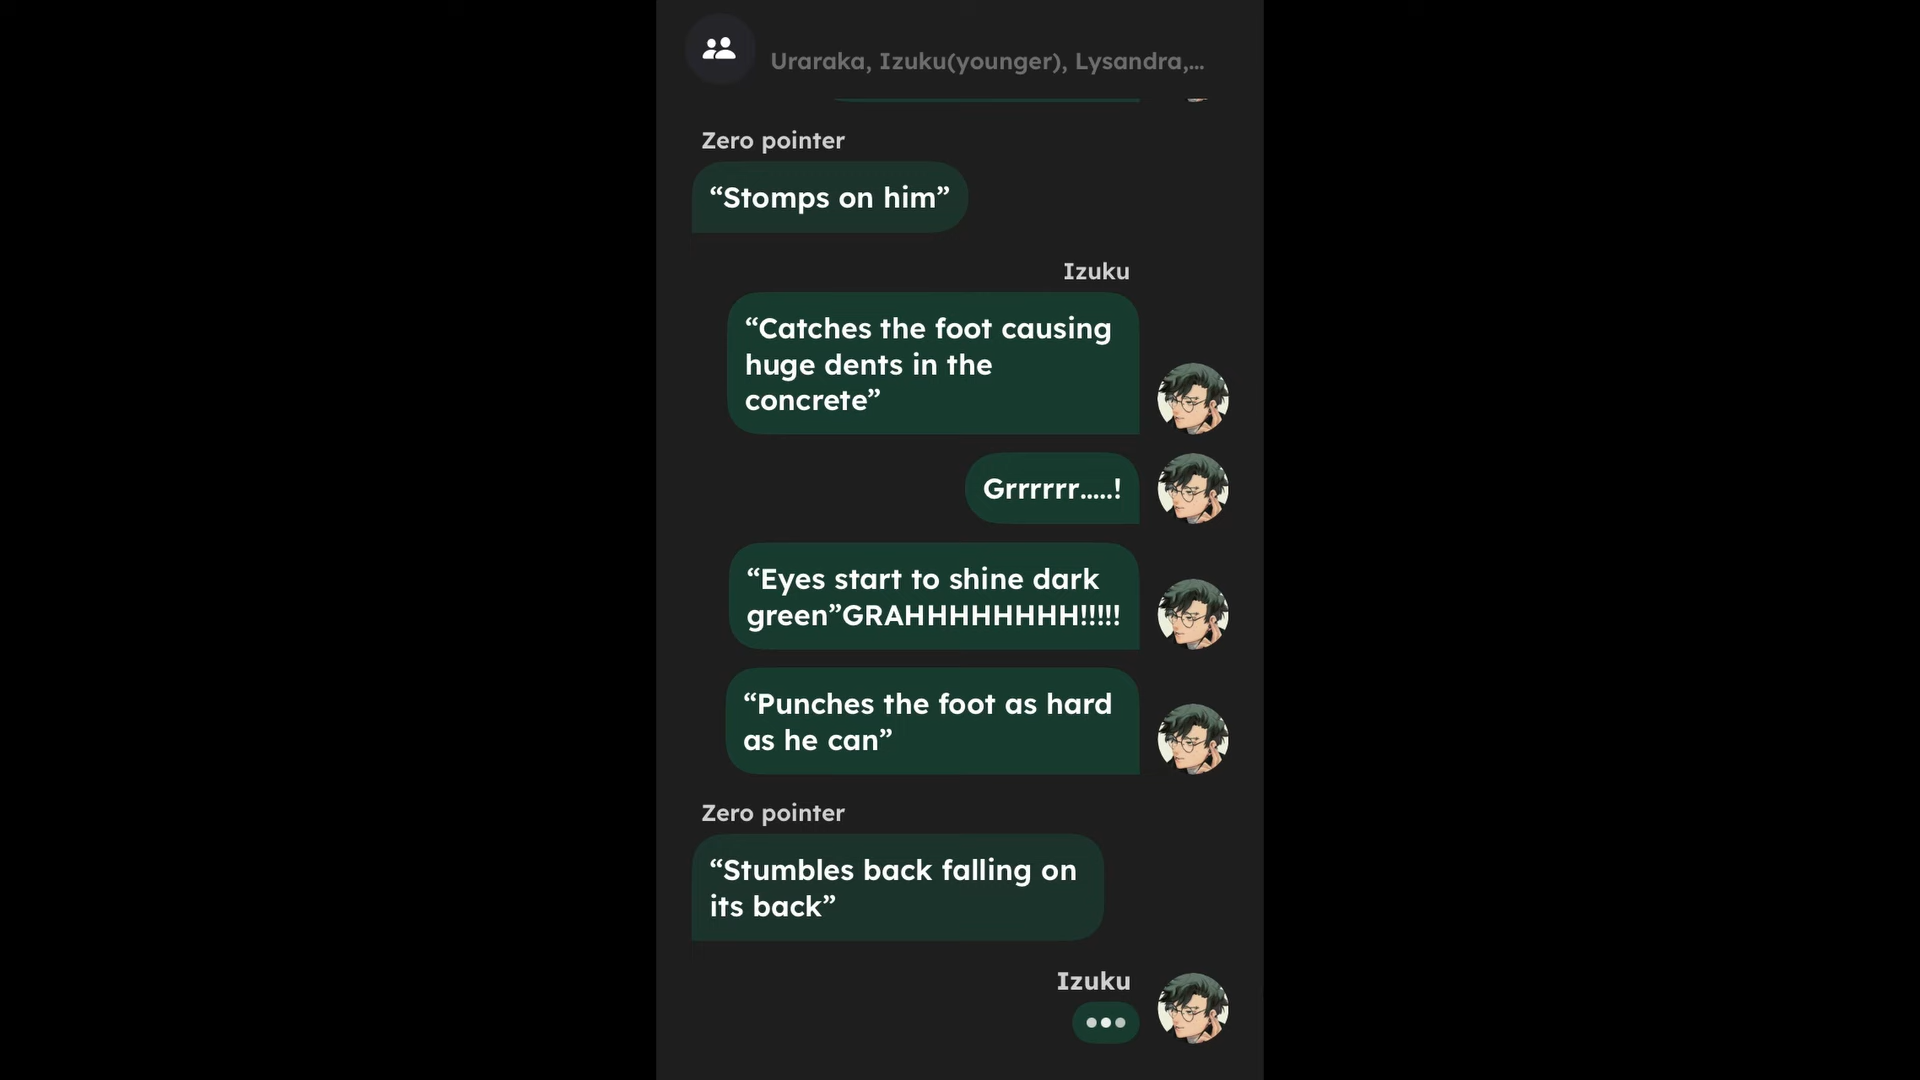 Uraraka, Izuku(younger), Lysandra,...
Zero pointer
“Stomps on him”
Izuku
“Catches the foot causing
huge dents in the
concrete”
Grrrrrr.....!
“Eyes start to shine dark
green”GRAHHHHHHHH!!!!!
“Punches the foot as hard
as he can”
Zero pointer
“Stumbles back falling on
its back”
Izuku